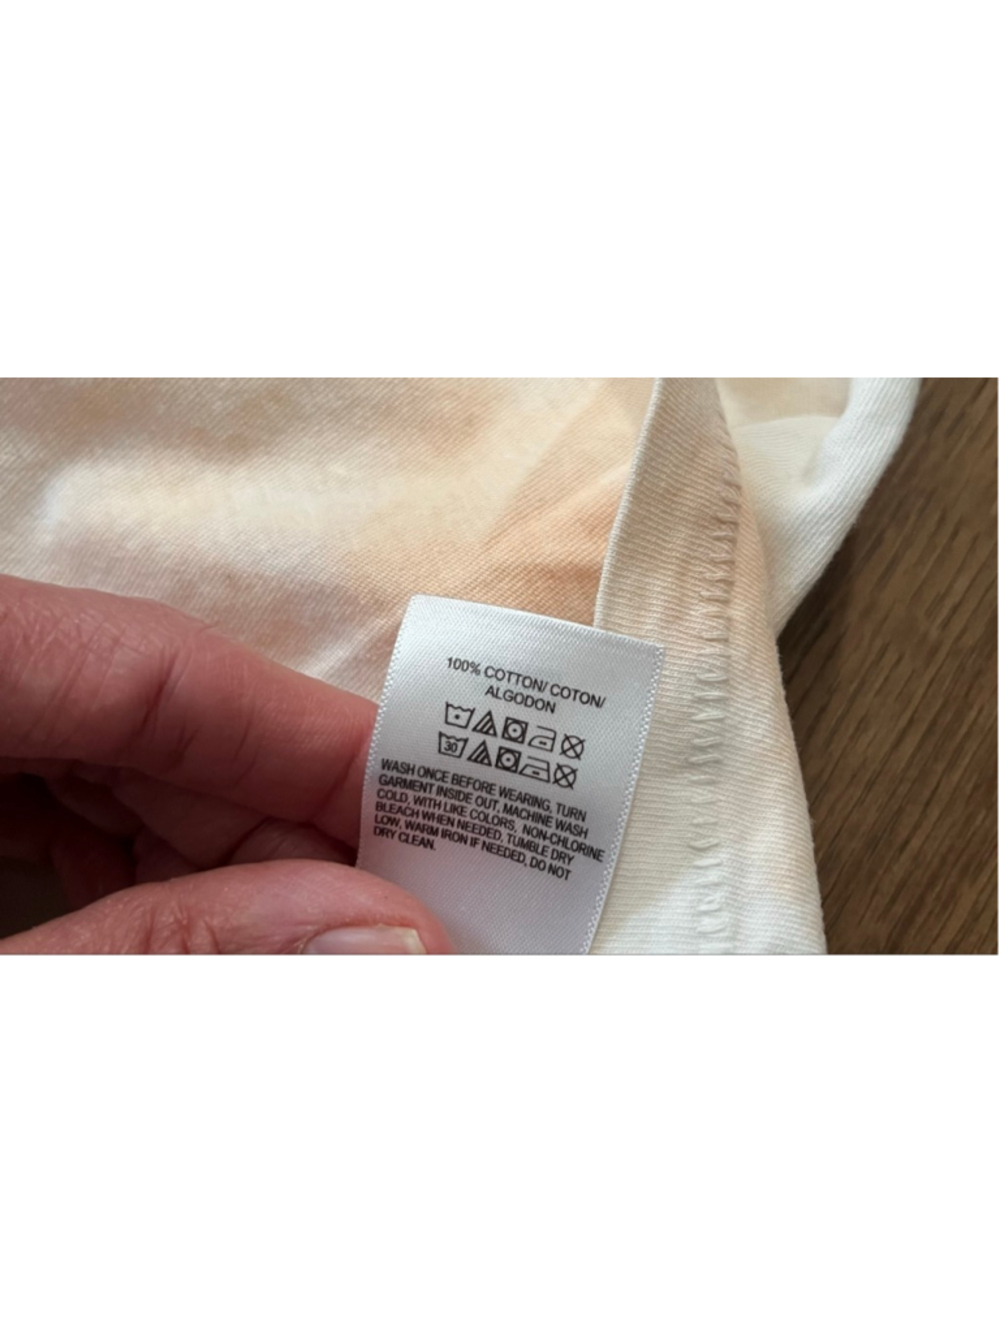 100% COTTON/ COTON/
ALGODON
30
WASH ONCE BEFORE WEARING, TURN
GARMENT INSIDE OUT. MACHINE WASH
COLD, WITH LIKE COLORS, NON-CHLORINE
BLEACH WHEN NEEDED, TUMBLE DRY
LOW, WARM IRON IF NEEDED, DO NOT
DRY CLEAN.